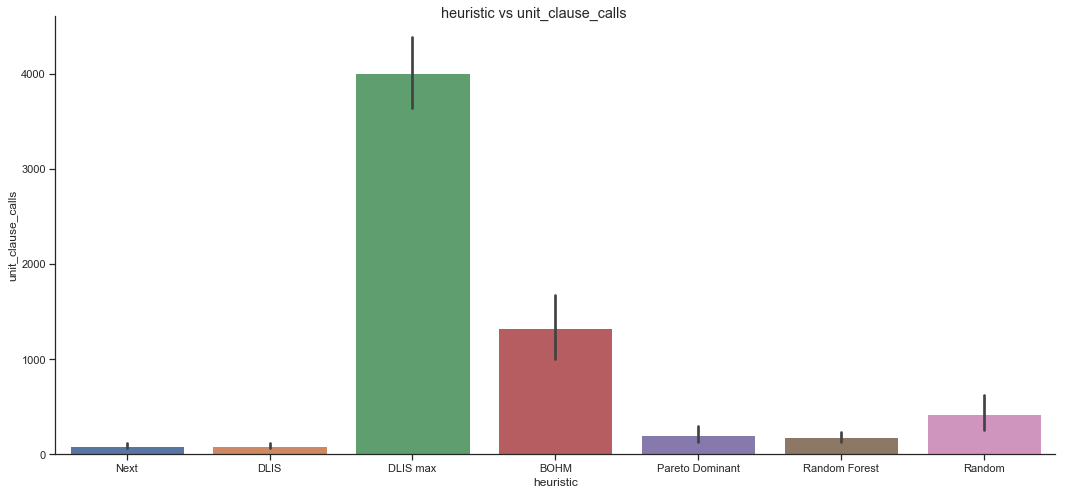 heuristic vs unit_clause_calls
unit_clause_calls
4000
3000
2000
1000
0
Next DLIS DLIS max BOHM Pareto Dominant Random Forest Random
heuristic